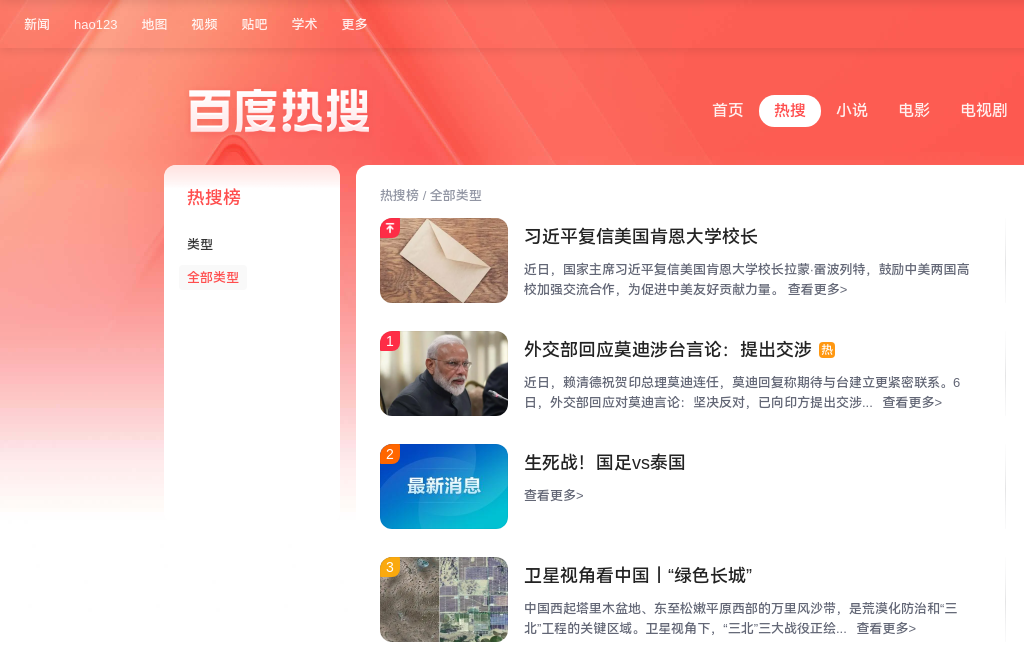 新闻 hao123 地图 视频 贴吧 学术 更多
百度热搜
首页 热搜 小说 电影 电视剧
热搜榜
类型
全部类型
热搜榜 / 全部类型
习近平复信美国肯恩大学校长
近日，国家主席习近平复信美国肯恩大学校长拉蒙·雷波列特，鼓励中美两国高
校加强交流合作，为促进中美友好贡献力量。 查看更多>
1
外交部回应莫迪涉台言论：提出交涉 热
近日，赖清德祝贺印总理莫迪连任，莫迪回复称期待与台建立更紧密联系。6
日，外交部回应对莫迪言论：坚决反对，已向印方提出交涉... 查看更多>
2
最新消息
生死战！国足vs泰国
查看更多>
3
卫星视角看中国丨“绿色长城”
中国西起塔里木盆地、东至松嫩平原西部的万里风沙带，是荒漠化防治和“三
北”工程的关键区域。卫星视角下，“三北”三大战役正绘... 查看更多>